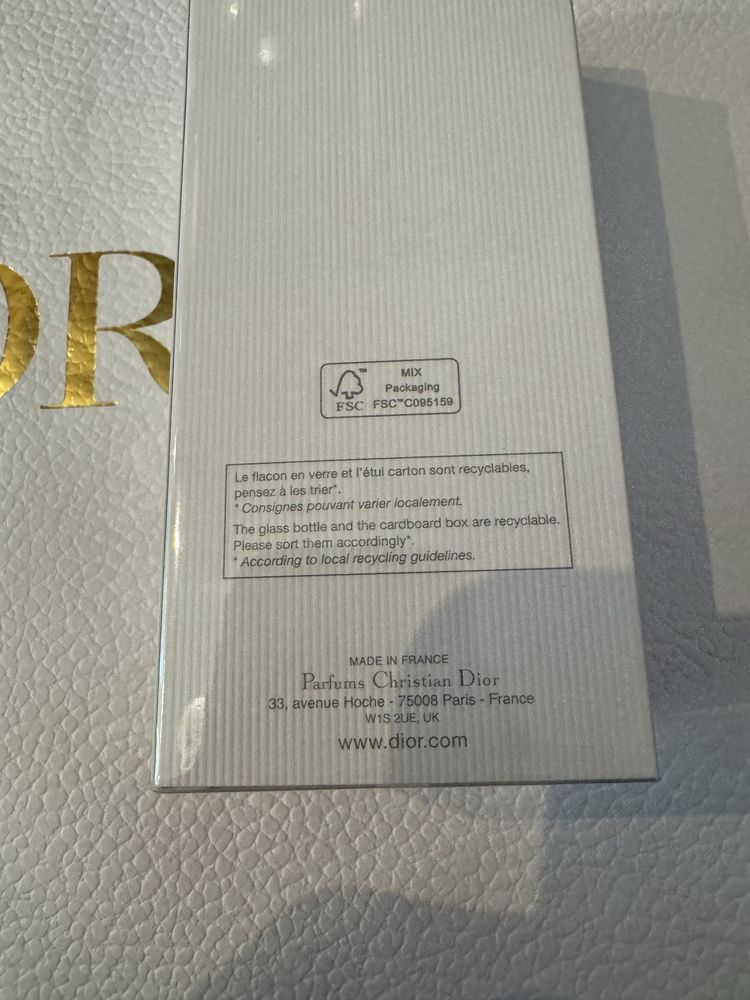 OR
MIX
Packaging
FSC™ FSC™C095159
Le flacon en verre et l'étui carton sont recyclables,
pensez à les trier*.
* Consignes pouvant varier localement.
The glass bottle and the cardboard box are recyclable.
Please sort them accordingly*.
* According to local recycling guidelines.
MADE IN FRANCE
Parfums Christian Dior
33, avenue Hoche - 75008 Paris - France
W1S 2UE, UK
www.dior.com